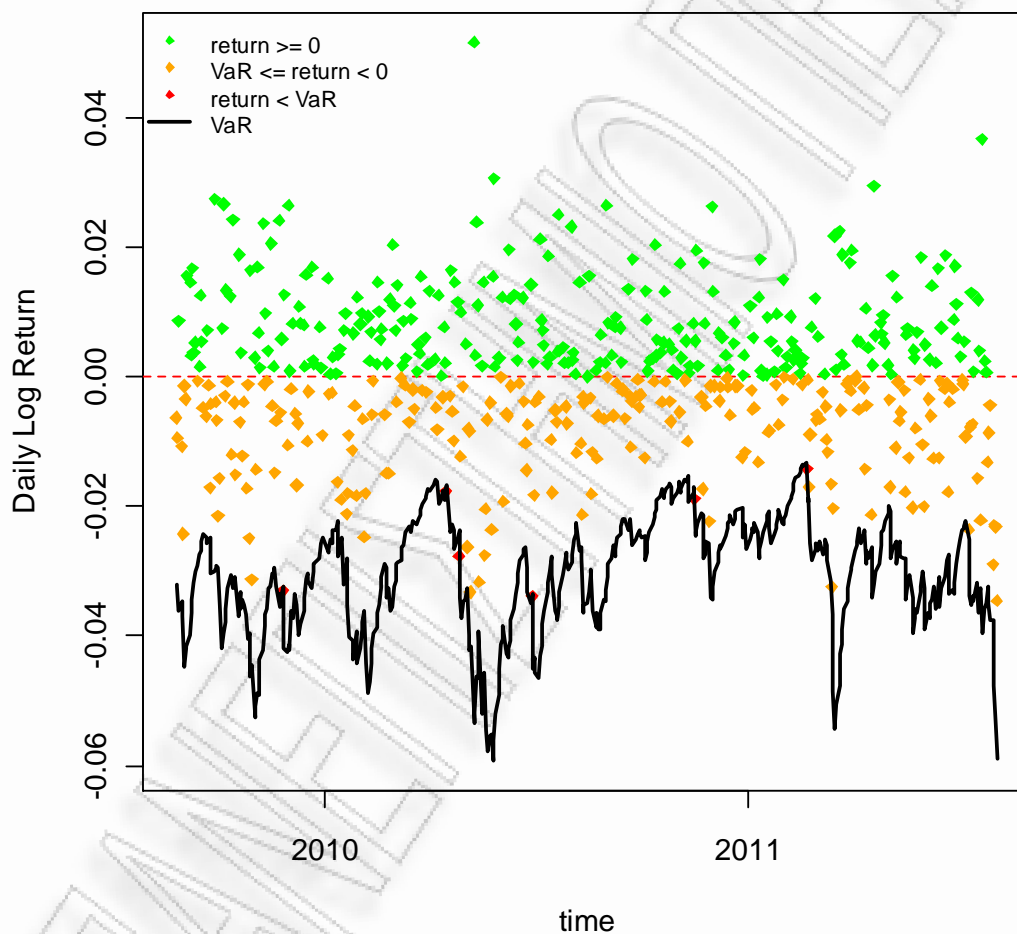 return >= 0
VaR <= return < 0
return < VaR
VaR
Daily Log Return
0.04
0.02
0.00
-0.02
-0.04
-0.06
2010
2011
time